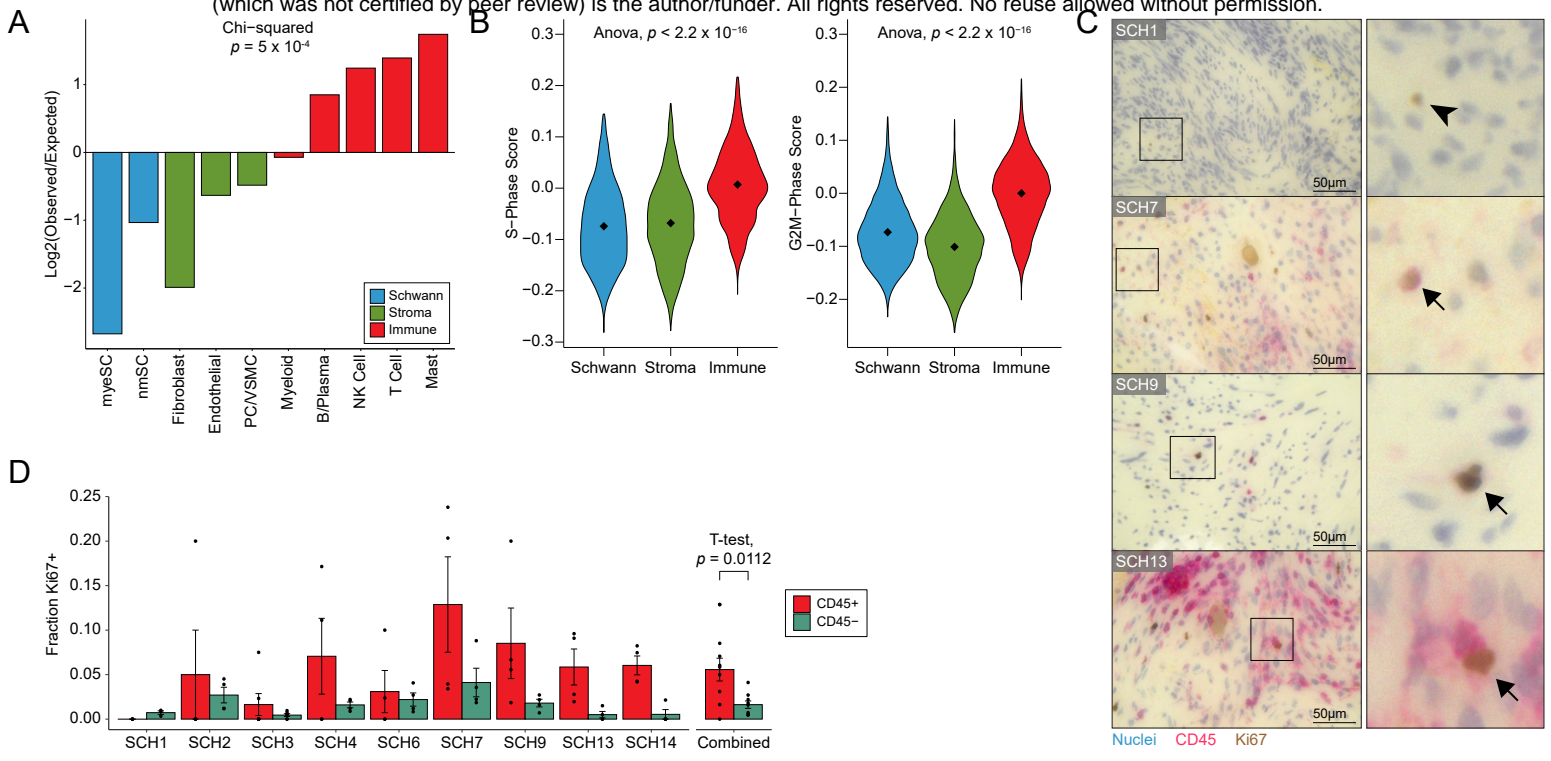 (which was not certified by peer review) is the author/funder. All rights reserved. No reuse allowed without permission.
A
Chi−squared
p = 5 x 10-4
Log2(Observed/Expected)
1
0
−1
−2
Schwann
Stroma
Immune
myeSC
nmSC
Fibroblast
Endothelial
PC/VSMC
Myeloid
B/Plasma
NK Cell
T Cell
Mast
B
Anova, p < 2.2 x 10−16
S−Phase Score
0.3
0.2
0.1
0.0
−0.1
−0.2
−0.3
Schwann Stroma Immune
Anova, p < 2.2 x 10−16
G2M−Phase Score
0.3
0.2
0.1
0.0
−0.1
−0.2
Schwann Stroma Immune
C
SCH1
50µm
SCH7
50µm
SCH9
50µm
SCH13
50µm
Nuclei CD45 Ki67
D
Fraction Ki67+
0.25
0.20
0.15
0.10
0.05
0.00
T-test,
p = 0.0112
CD45+
CD45−
SCH1 SCH2 SCH3 SCH4 SCH6 SCH7 SCH9 SCH13 SCH14 Combined